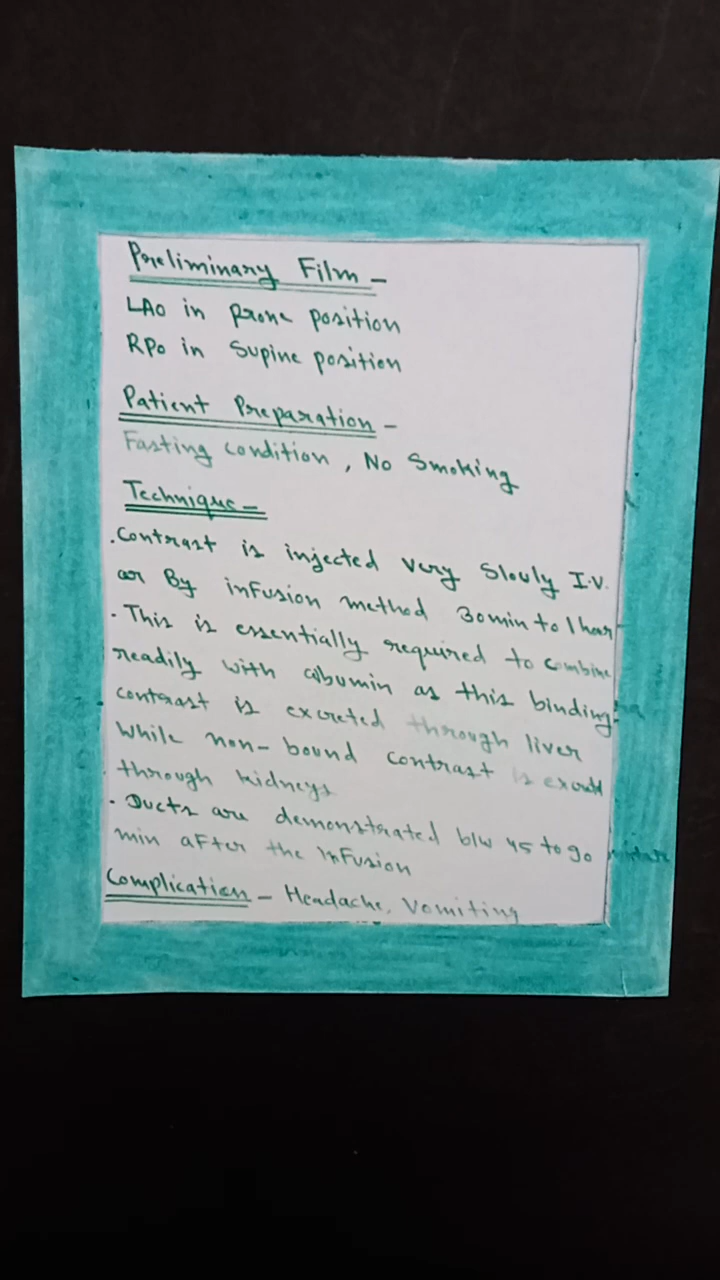 Preliminary Film -
LAO in prone position
RPO in Supine position
Patient Preparation -
Fasting condition, No Smoking
Technique -
. Contrast is injected very slowly I.V.
or By infusion method 30min to 1 hour
. This is essentially required to combine
readily with albumin as this binding
. contrast is excreted through liver
while non-bound contrast is
through kidneys
. Ducts are demonstrated b/w 45 to 90
min after the infusion
Complication - Headache, Vomiting